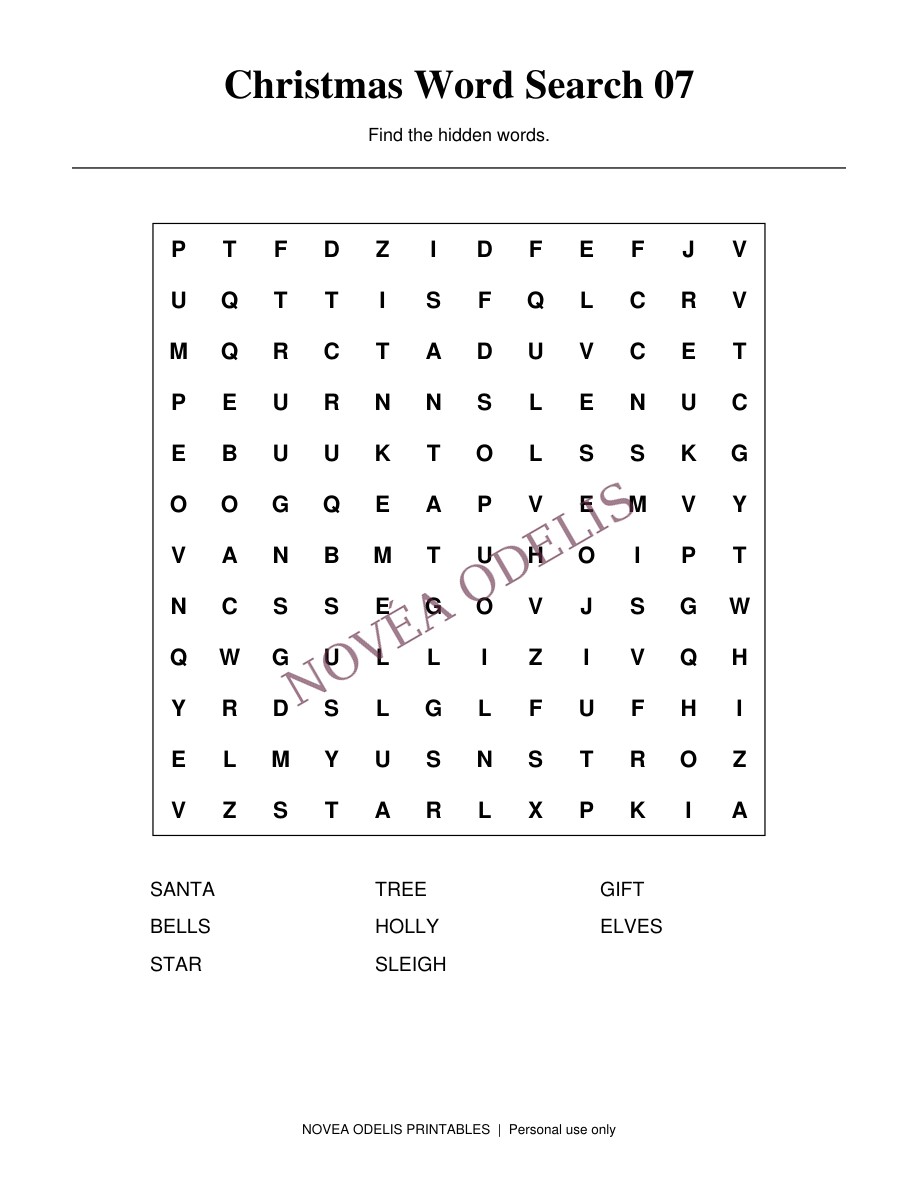 Christmas Word Search 07
Find the hidden words.
P T F D Z I D F E F J V
U Q T T I S F Q L C R V
M Q R C T A D U V C E T
P E U R N N S L E N U C
E B U U K T O L S S K G
O O G Q E A P V E M V Y
V A N B M T U H O I P T
N C S S E G O V J S G W
Q W G U L L I Z I V Q H
Y R D S L G L F U F H I
E L M Y U S N S T R O Z
V Z S T A R L X P K I A
NOVÉA ODELIS
SANTA TREE GIFT
BELLS HOLLY ELVES
STAR SLEIGH
NOVEA ODELIS PRINTABLES | Personal use only